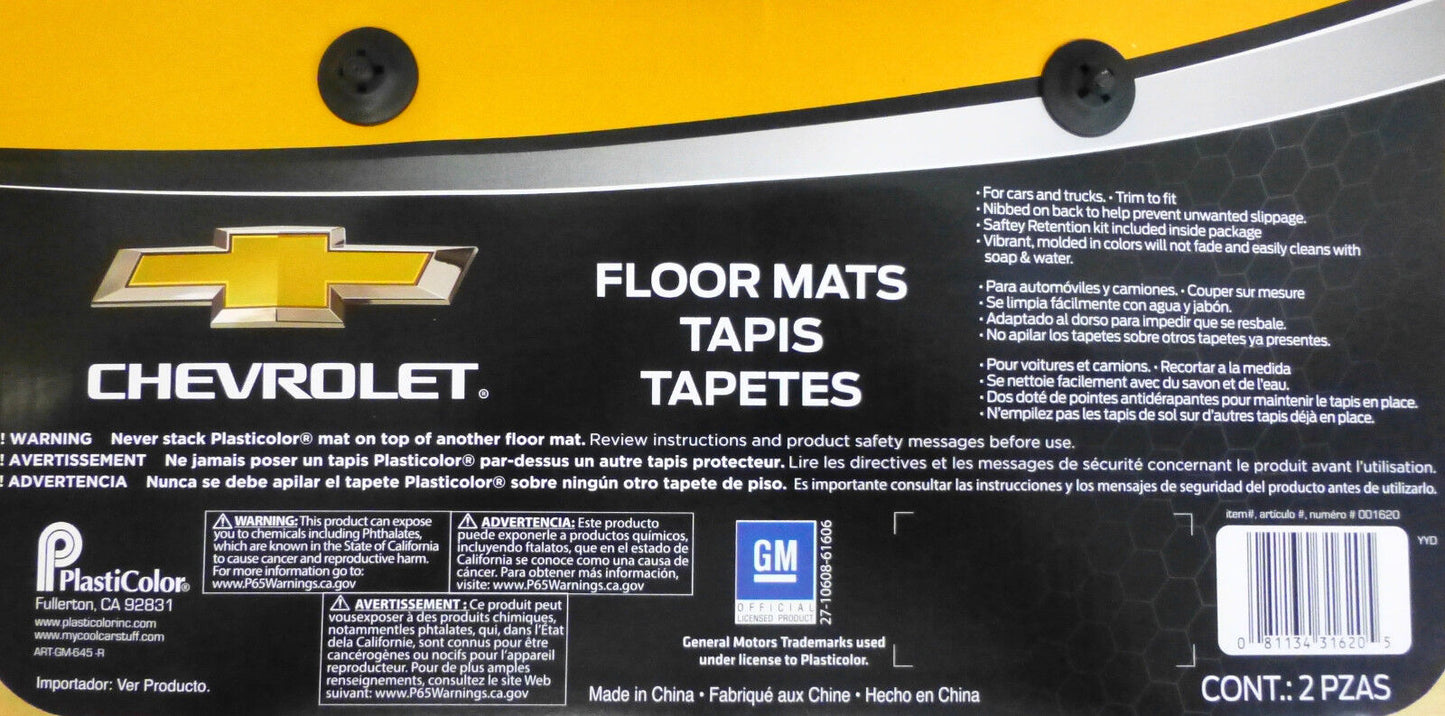 CHEVROLET®
FLOOR MATS
TAPIS
TAPETES
• For cars and trucks. • Trim to fit
• Nibbed on back to help prevent unwanted slippage.
• Saftey Retention kit included inside package
• Vibrant, molded in colors will not fade and easily cleans with
soap & water.
• Para automóviles y camiones. • Couper sur mesure
• Se limpia fácilmente con agua y jabón.
• Adaptado al dorso para impedir que se resbale.
• No apilar los tapetes sobre otros tapetes ya presentes.
• Pour voitures et camions. • Recortar a la medida
• Se nettoie facilement avec du savon et de l'eau.
• Dos doté de pointes antidérapantes pour maintenir le tapis en place.
• N'empilez pas les tapis de sol sur d'autres tapis déjà en place.
! WARNING Never stack Plasticolor® mat on top of another floor mat. Review instructions and product safety messages before use.
! AVERTISSEMENT Ne jamais poser un tapis Plasticolor® par-dessus un autre tapis protecteur. Lire les directives et les messages de sécurité concernant le produit avant l'utilisation.
! ADVERTENCIA Nunca se debe apilar el tapete Plasticolor® sobre ningún otro tapete de piso. Es importante consultar las instrucciones y los mensajes de seguridad del producto antes de utilizarlo.
PlastiColor®
Fullerton, CA 92831
www.plasticolorinc.com
www.mycoolcarstuff.com
ART-GM-645 -R
Importador: Ver Producto.
⚠ WARNING: This product can expose
you to chemicals including Phthalates,
which are known in the State of California
to cause cancer and reproductive harm.
For more information go to:
www.P65Warnings.ca.gov
⚠ ADVERTENCIA: Este producto
puede exponerle a productos químicos,
incluyendo ftalatos, que en el estado de
California se conoce como una causa de
cáncer. Para obtener más información,
visite: www.P65Warnings.ca.gov
⚠ AVERTISSEMENT : Ce produit peut
vousexposer à des produits chimiques,
notammentles phtalates, qui, dans l'État
dela Californie, sont connus pour être
cancérogènes ou nocifs pour l'appareil
reproducteur. Pour de plus amples
renseignements, consultez le site Web
suivant: www.P65Warnings.ca.gov
GM
OFFICIAL
LICENSED PRODUCT
27-10608-61606
General Motors Trademarks used
under license to Plasticolor.
Made in China • Fabriqué aux Chine • Hecho en China
item#, artículo #, numéro # 001620
YYD
0 81134 31620 5
CONT.: 2 PZAS